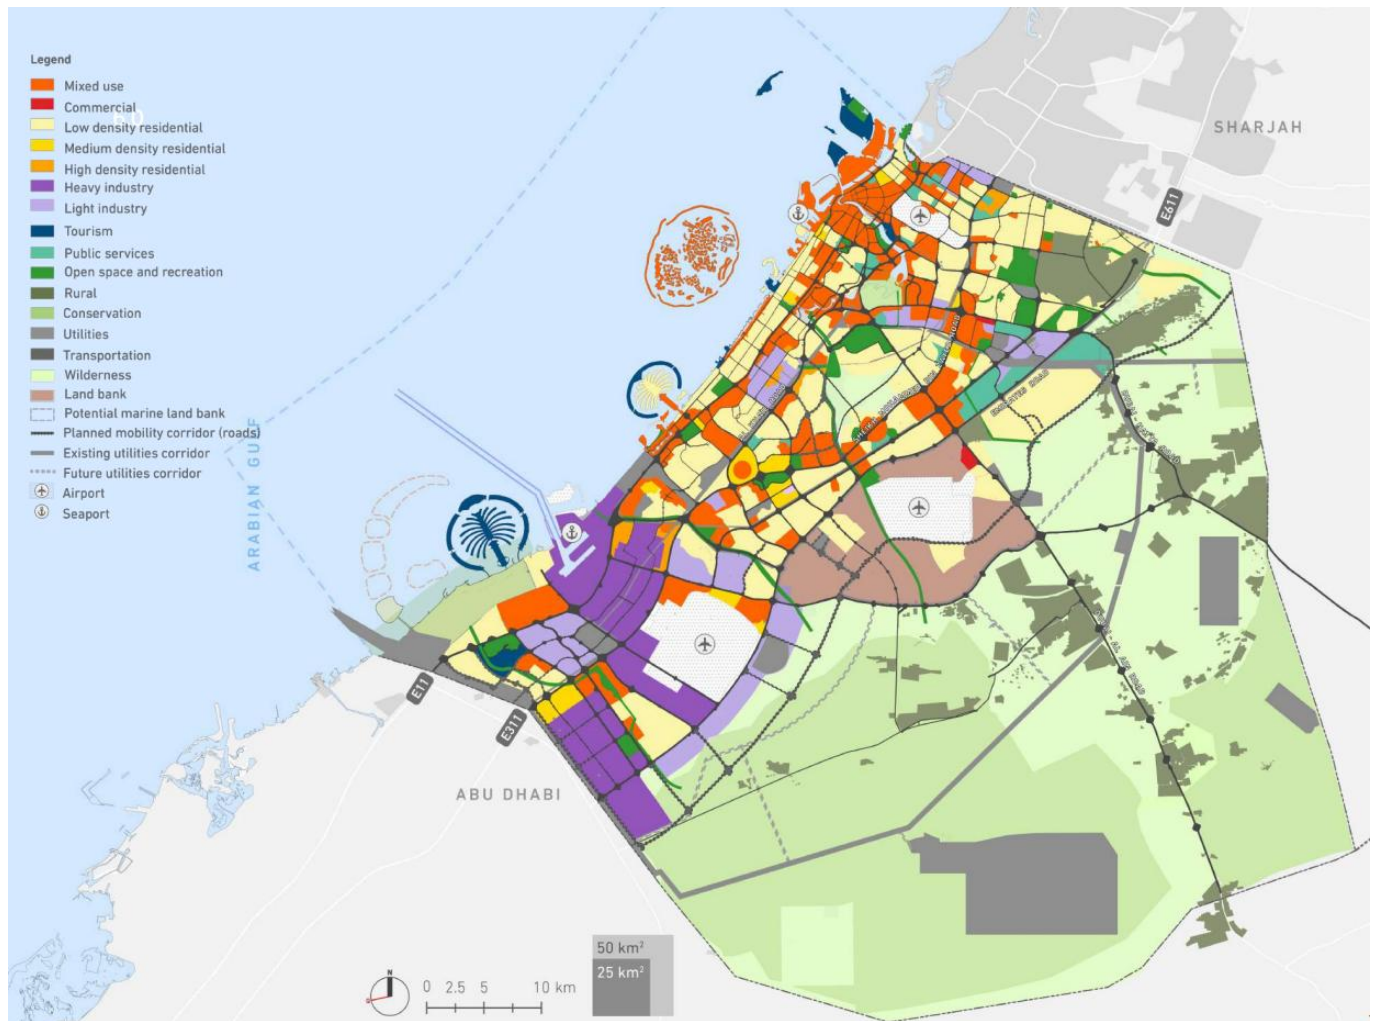 Legend
Mixed use
Commercial
6.0
Low density residential
Medium density residential
High density residential
Heavy industry
Light industry
Tourism
Public services
Open space and recreation
Rural
Conservation
Utilities
Transportation
Wilderness
Land bank
Potential marine land bank
Planned mobility corridor (roads)
Existing utilities corridor
Future utilities corridor
Airport
Seaport
ARABIAN GULF
SHARJAH
E611
EMIRATES ROAD
E11
E311
ABU DHABI
N
0 2.5 5 10 km
50 km²
25 km²